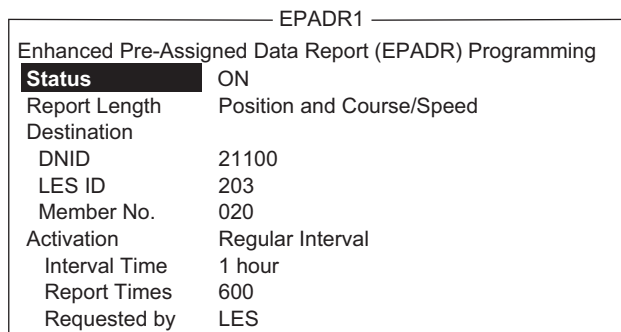 EPADR1
Enhanced Pre-Assigned Data Report (EPADR) Programming
Status ON
Report Length Position and Course/Speed
Destination
DNID 21100
LES ID 203
Member No. 020
Activation Regular Interval
Interval Time 1 hour
Report Times 600
Requested by LES